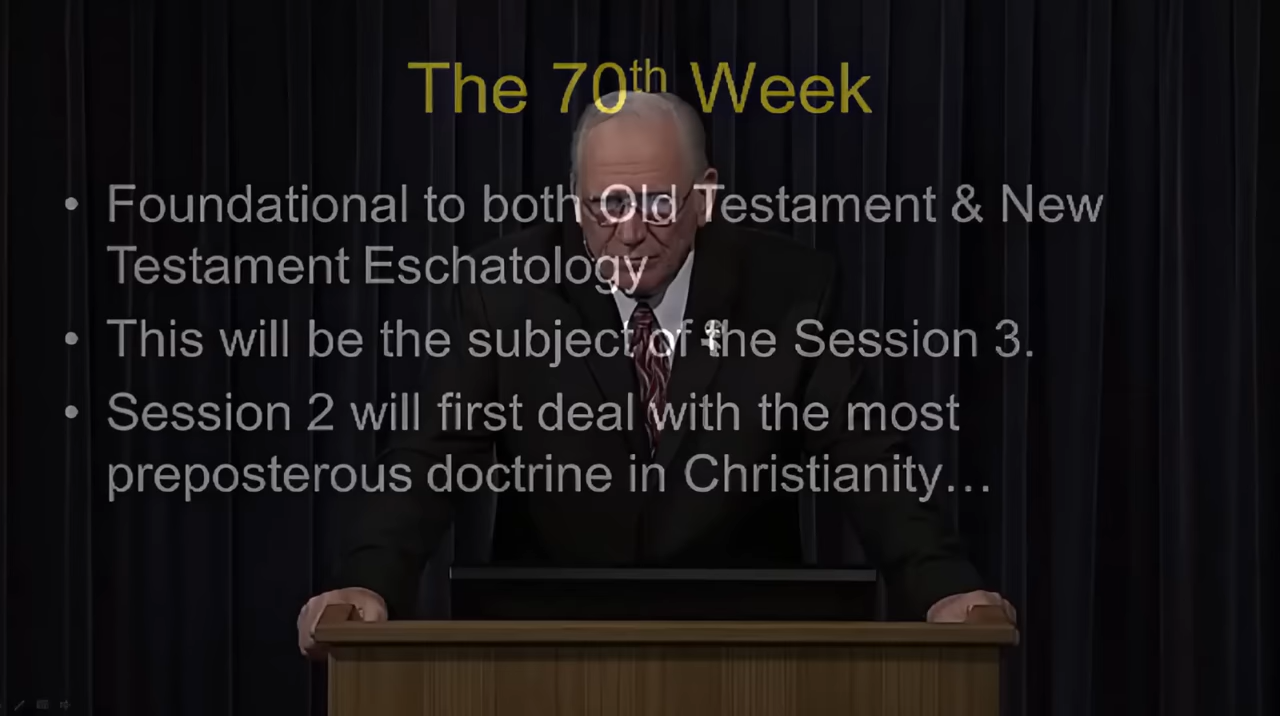 The 70th Week
• Foundational to both Old Testament & New
Testament Eschatology
• This will be the subject of the Session 3.
• Session 2 will first deal with the most
preposterous doctrine in Christianity…